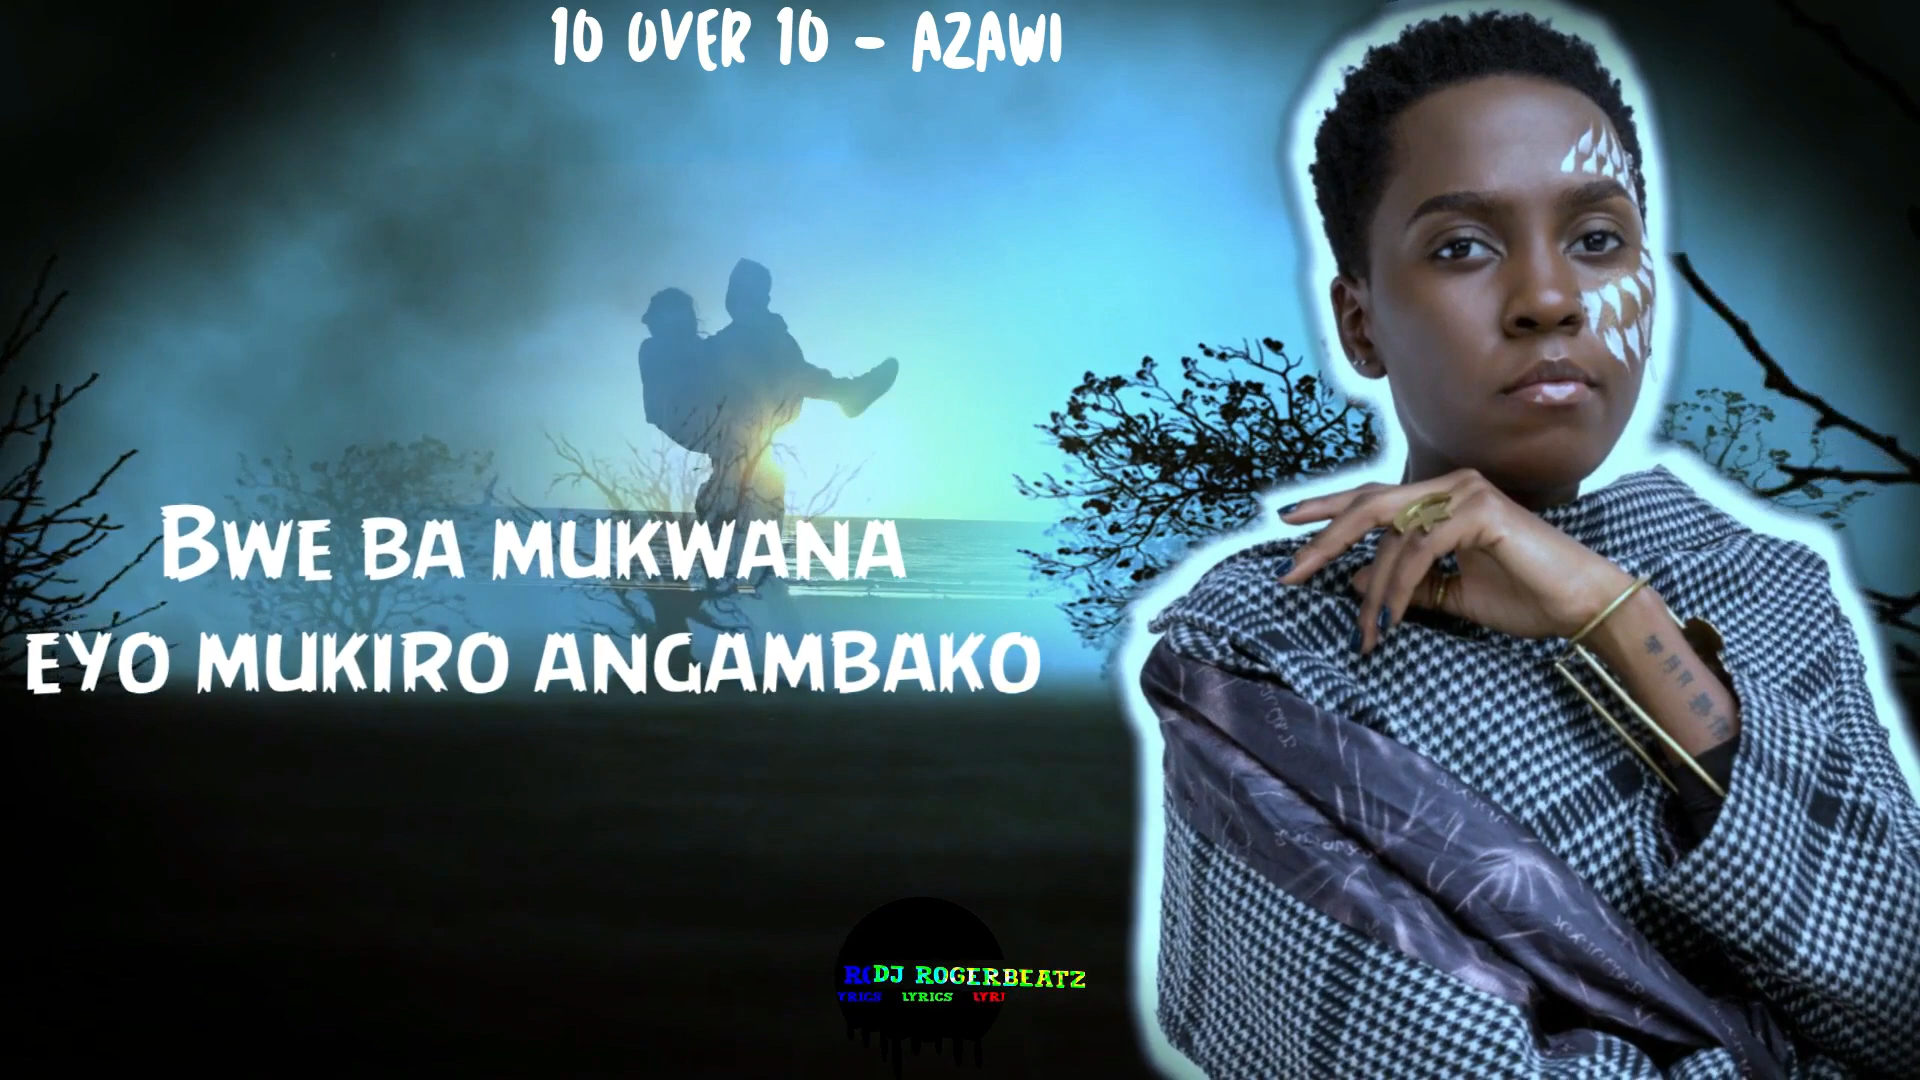 10 OVER 10 - AZAWI
BWE BA MUKWANA
EYO MUKIRO ANGAMBAKO
DJ ROGERBEATZ
LYRICS